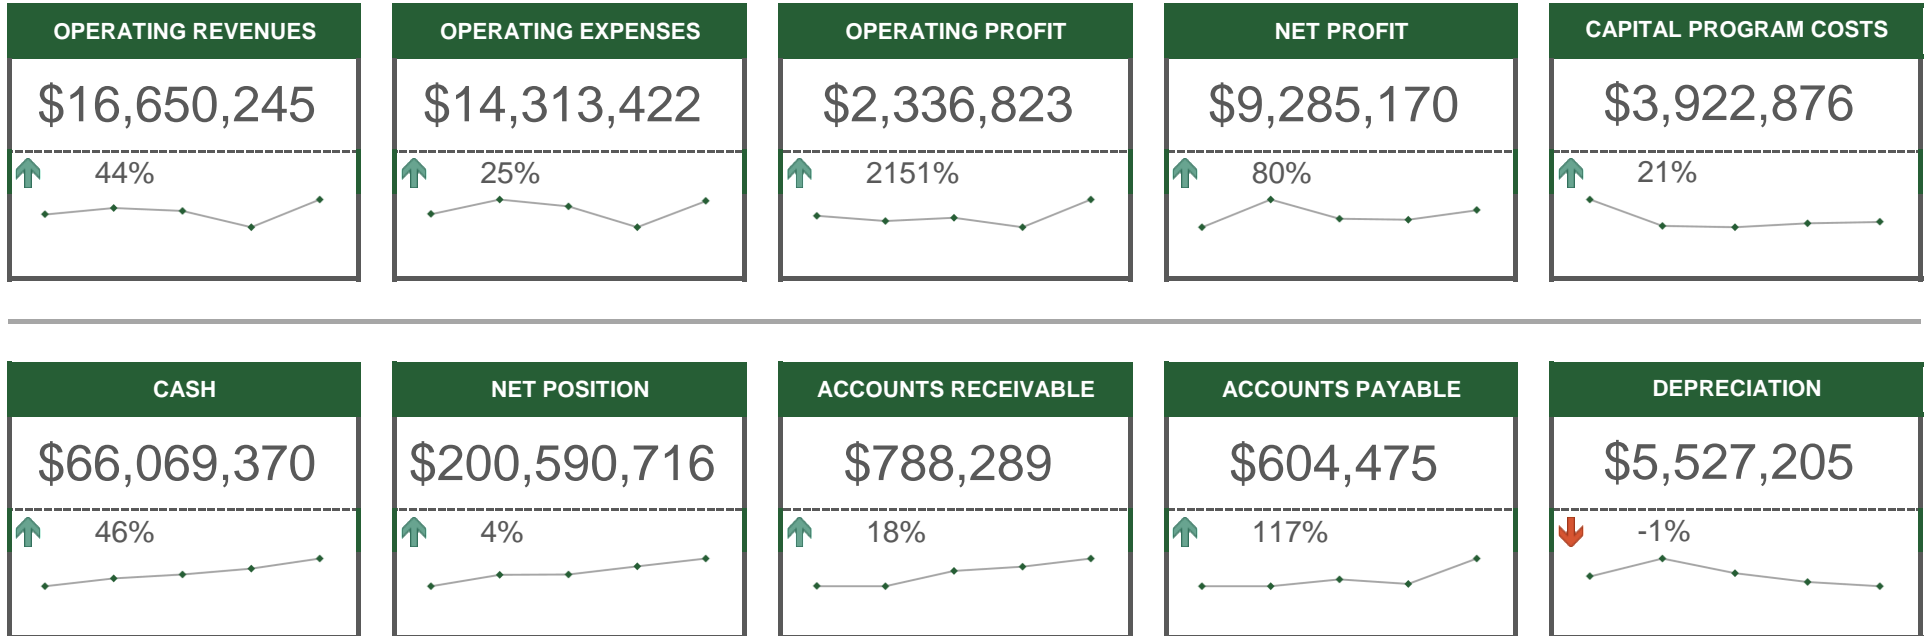 OPERATING REVENUES
$16,650,245
44%
OPERATING EXPENSES
$14,313,422
25%
OPERATING PROFIT
$2,336,823
2151%
NET PROFIT
$9,285,170
80%
CAPITAL PROGRAM COSTS
$3,922,876
21%
CASH
$66,069,370
46%
NET POSITION
$200,590,716
4%
ACCOUNTS RECEIVABLE
$788,289
18%
ACCOUNTS PAYABLE
$604,475
117%
DEPRECIATION
$5,527,205
-1%